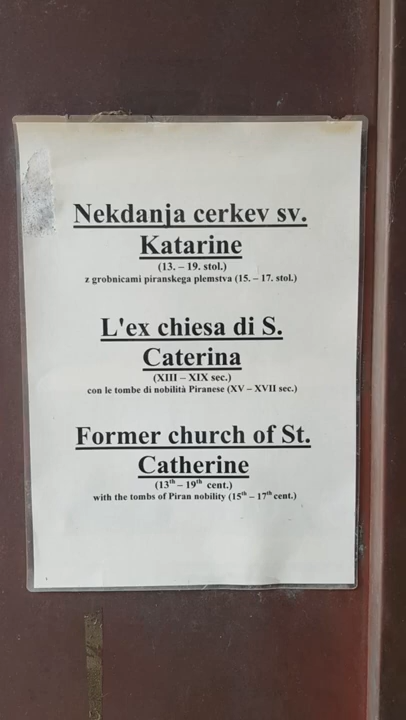 Nekdanja cerkev sv.
Katarine
(13. – 19. stol.)
z grobnicami piranskega plemstva (15. – 17. stol.)
L'ex chiesa di S.
Caterina
(XIII – XIX sec.)
con le tombe di nobilità Piranese (XV – XVII sec.)
Former church of St.
Catherine
(13th – 19th cent.)
with the tombs of Piran nobility (15th – 17th cent.)